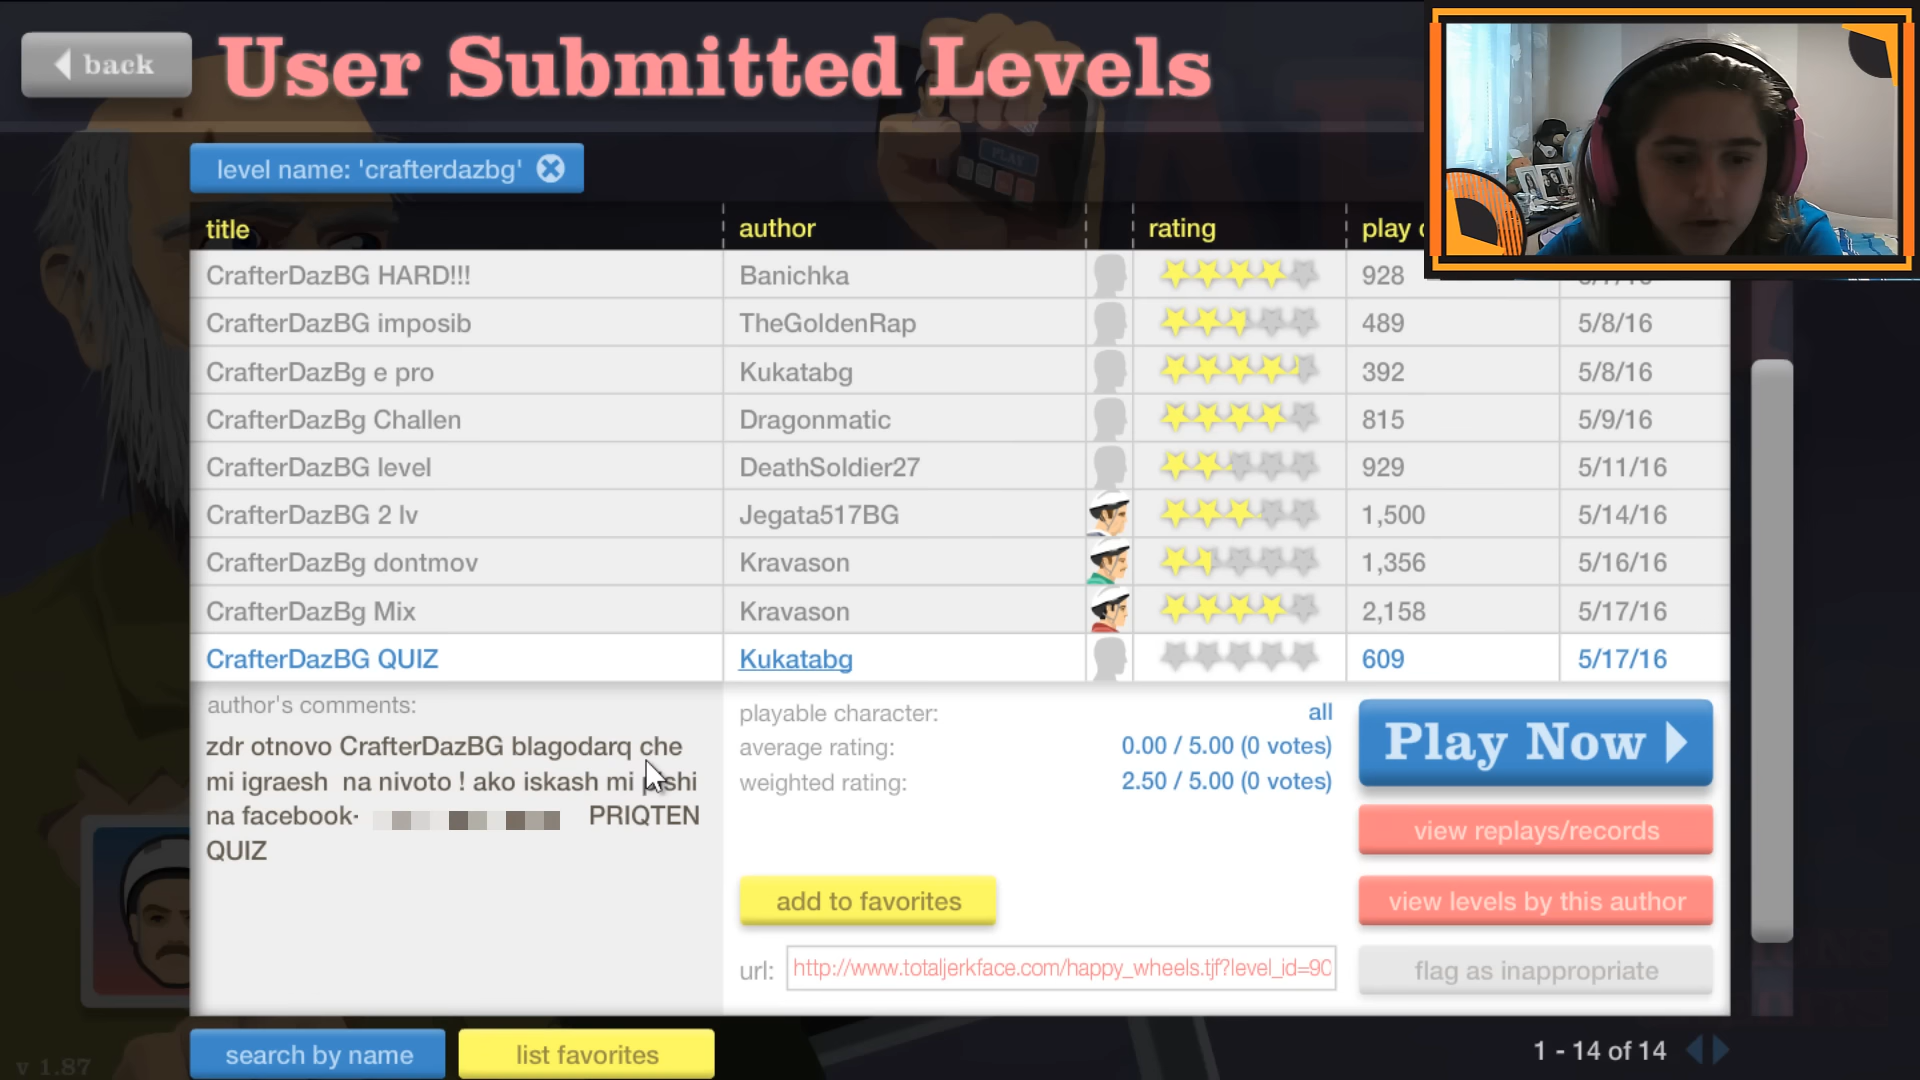 back
User Submitted Levels
level name: 'crafterdazbg'
title author rating play
CrafterDazBG HARD!!! Banichka 928
CrafterDazBG imposib TheGoldenRap 489 5/8/16
CrafterDazBg e pro Kukatabg 392 5/8/16
CrafterDazBg Challen Dragonmatic 815 5/9/16
CrafterDazBG level DeathSoldier27 929 5/11/16
CrafterDazBG 2 lv Jegata517BG 1,500 5/14/16
CrafterDazBg dontmov Kravason 1,356 5/16/16
CrafterDazBg Mix Kravason 2,158 5/17/16
CrafterDazBG QUIZ Kukatabg 609 5/17/16
author's comments:
zdr otnovo CrafterDazBG blagodarq che
mi igraesh na nivoto ! ako iskash mi
na facebook- PRIQTEN
QUIZ
playable character: all
average rating: 0.00 / 5.00 (0 votes)
weighted rating: 2.50 / 5.00 (0 votes)
Play Now
view replays/records
add to favorites
view levels by this author
url: http://www.totaljerkface.com/happy_wheels.tjf?level_id=90
flag as inappropriate
search by name
list favorites
1 - 14 of 14
v 1.87